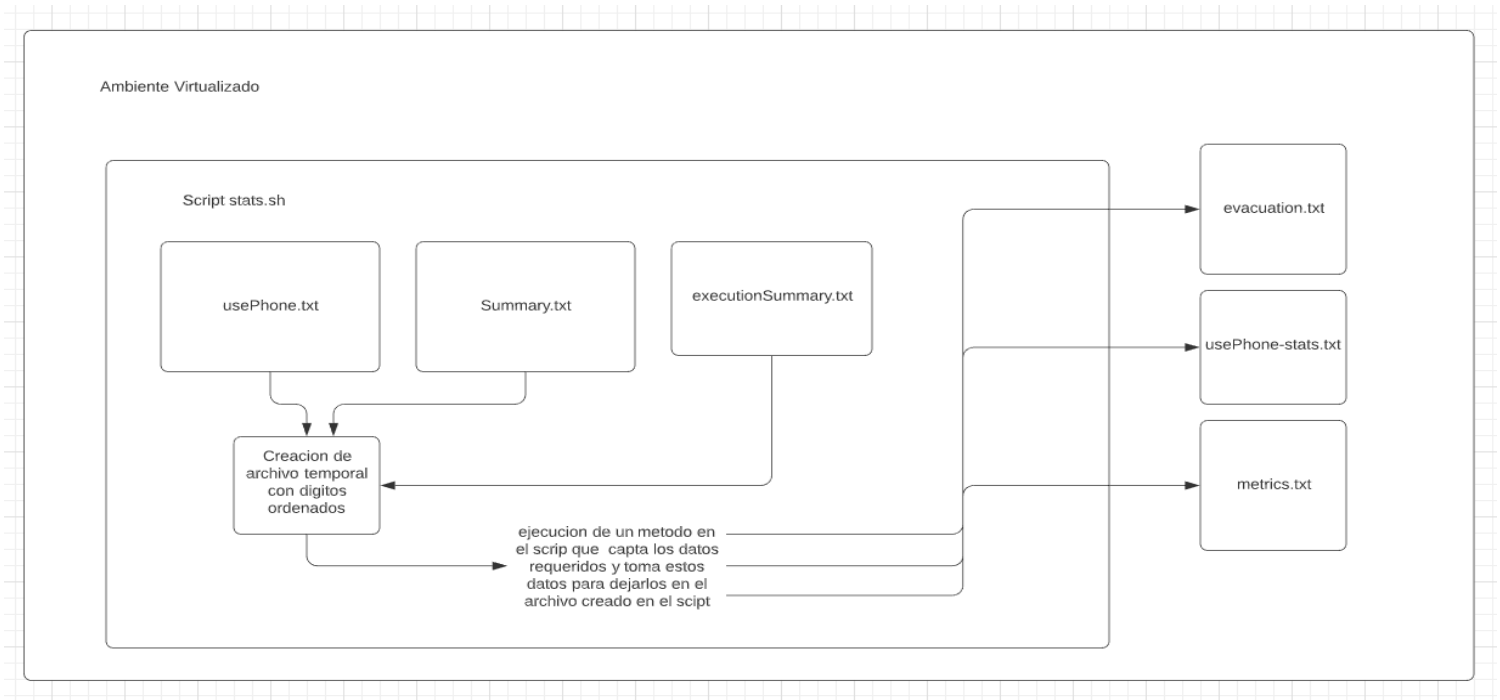 Ambiente Virtualizado
Script stats.sh
usePhone.txt
Summary.txt
executionSummary.txt
Creacion de
archivo temporal
con digitos
ordenados
ejecucion de un metodo en
el scrip que capta los datos
requeridos y toma estos
datos para dejarlos en el
archivo creado en el scipt
evacuation.txt
usePhone-stats.txt
metrics.txt